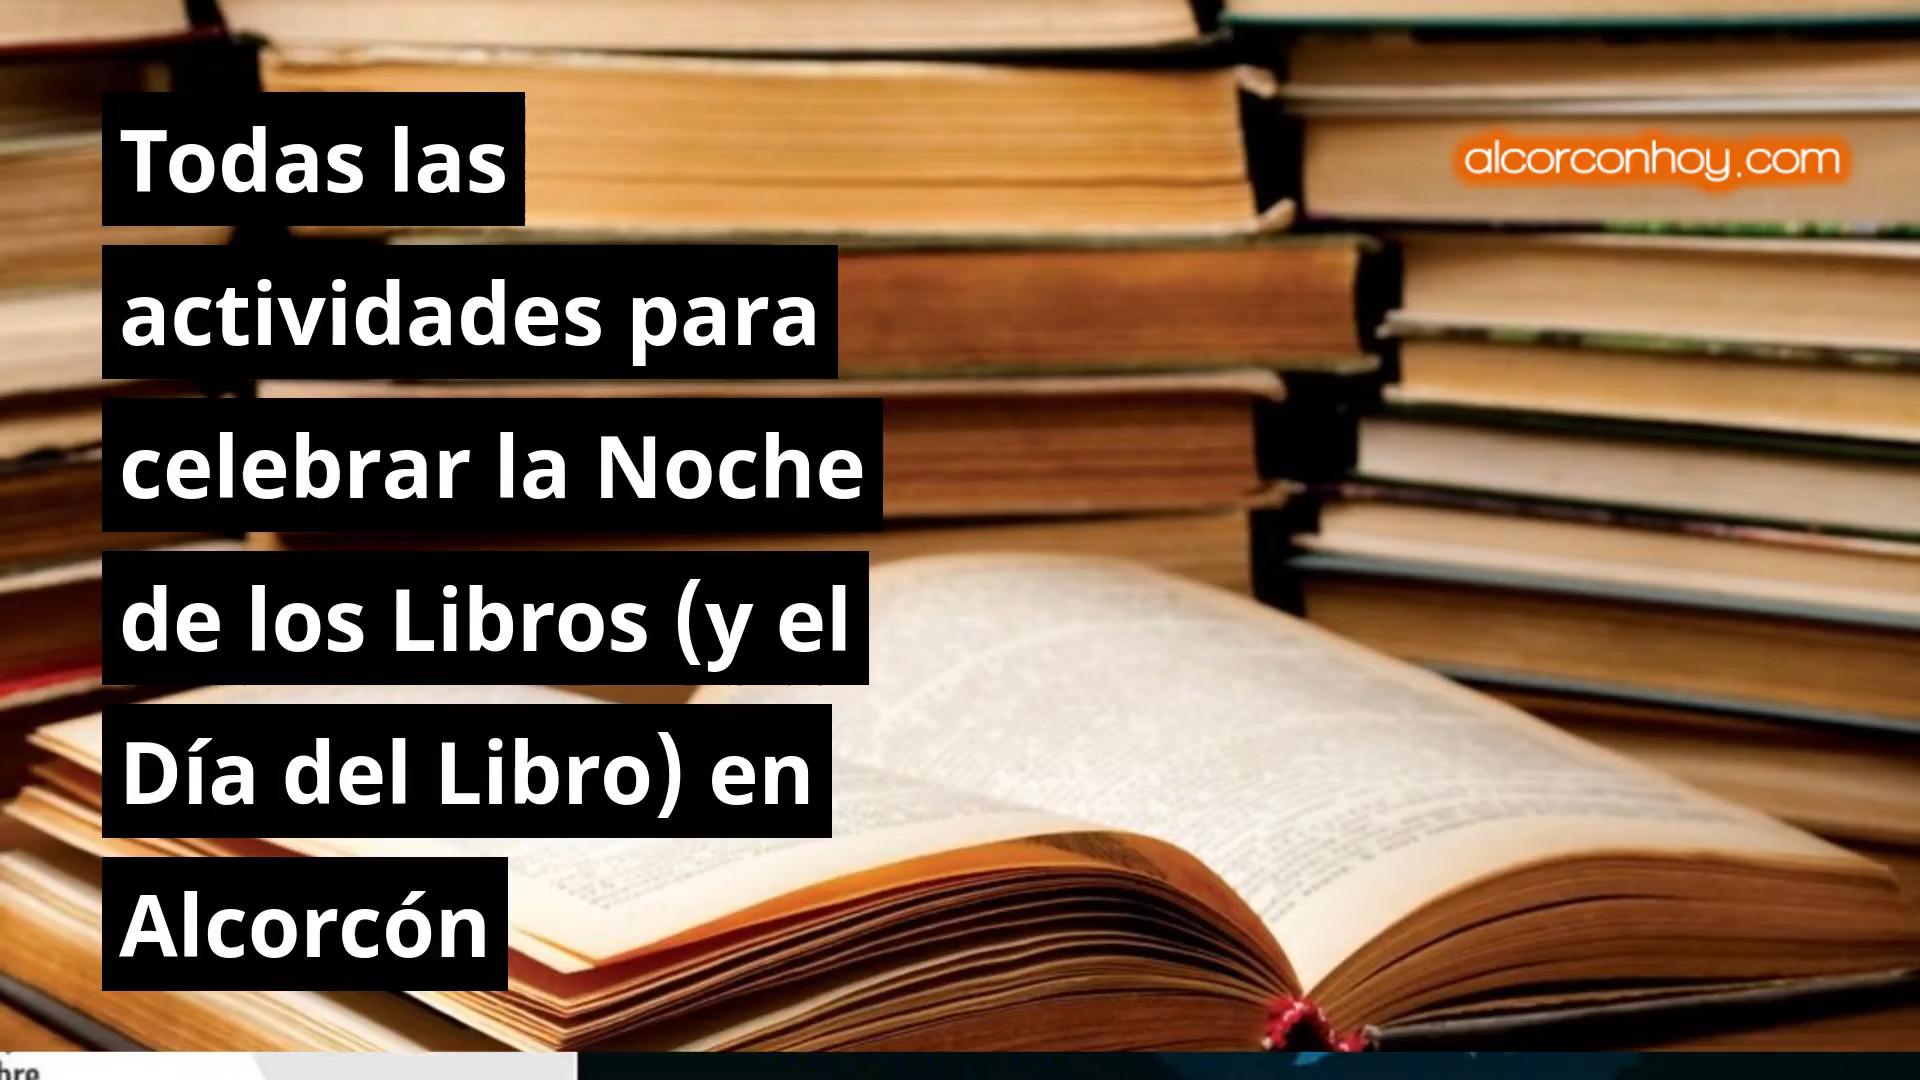 Todas las
alcorconhoy.com
actividades para
celebrar la Noche
de los Libros (y el
Día del Libro) en
Alcorcón